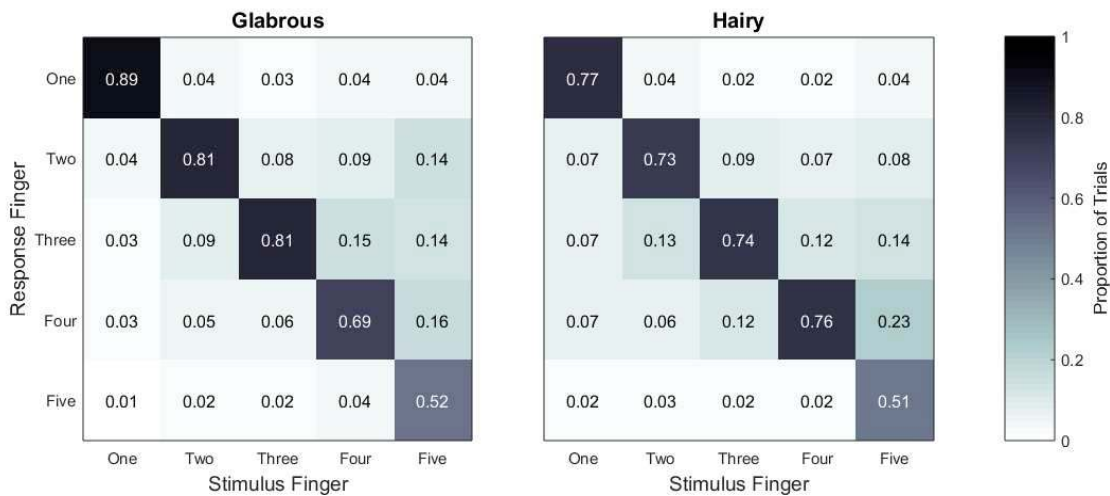 Glabrous Hairy
One 0.89 0.04 0.03 0.04 0.04 0.77 0.04 0.02 0.02 0.04
Two 0.04 0.81 0.08 0.09 0.14 0.07 0.73 0.09 0.07 0.08
Three 0.03 0.09 0.81 0.15 0.14 0.07 0.13 0.74 0.12 0.14
Four 0.03 0.05 0.06 0.69 0.16 0.07 0.06 0.12 0.76 0.23
Five 0.01 0.02 0.02 0.04 0.52 0.02 0.03 0.02 0.02 0.51
One Two Three Four Five One Two Three Four Five
Stimulus Finger Stimulus Finger
Response Finger
1
0.8
0.6
0.4
0.2
0
Proportion of Trials